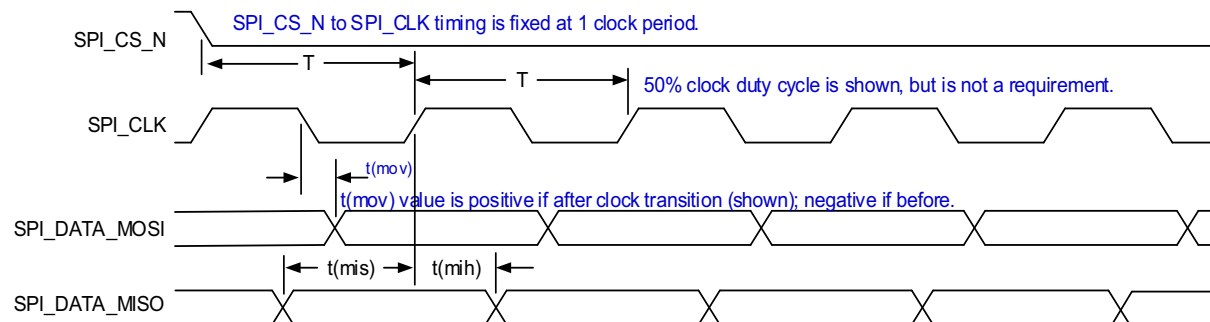 SPI_CS_N to SPI_CLK timing is fixed at 1 clock period.
SPI_CS_N
T
T
50% clock duty cycle is shown, but is not a requirement.
SPI_CLK
t(mov)
t(mov) value is positive if after clock transition (shown); negative if before.
SPI_DATA_MOSI
t(mis)
t(mih)
SPI_DATA_MISO